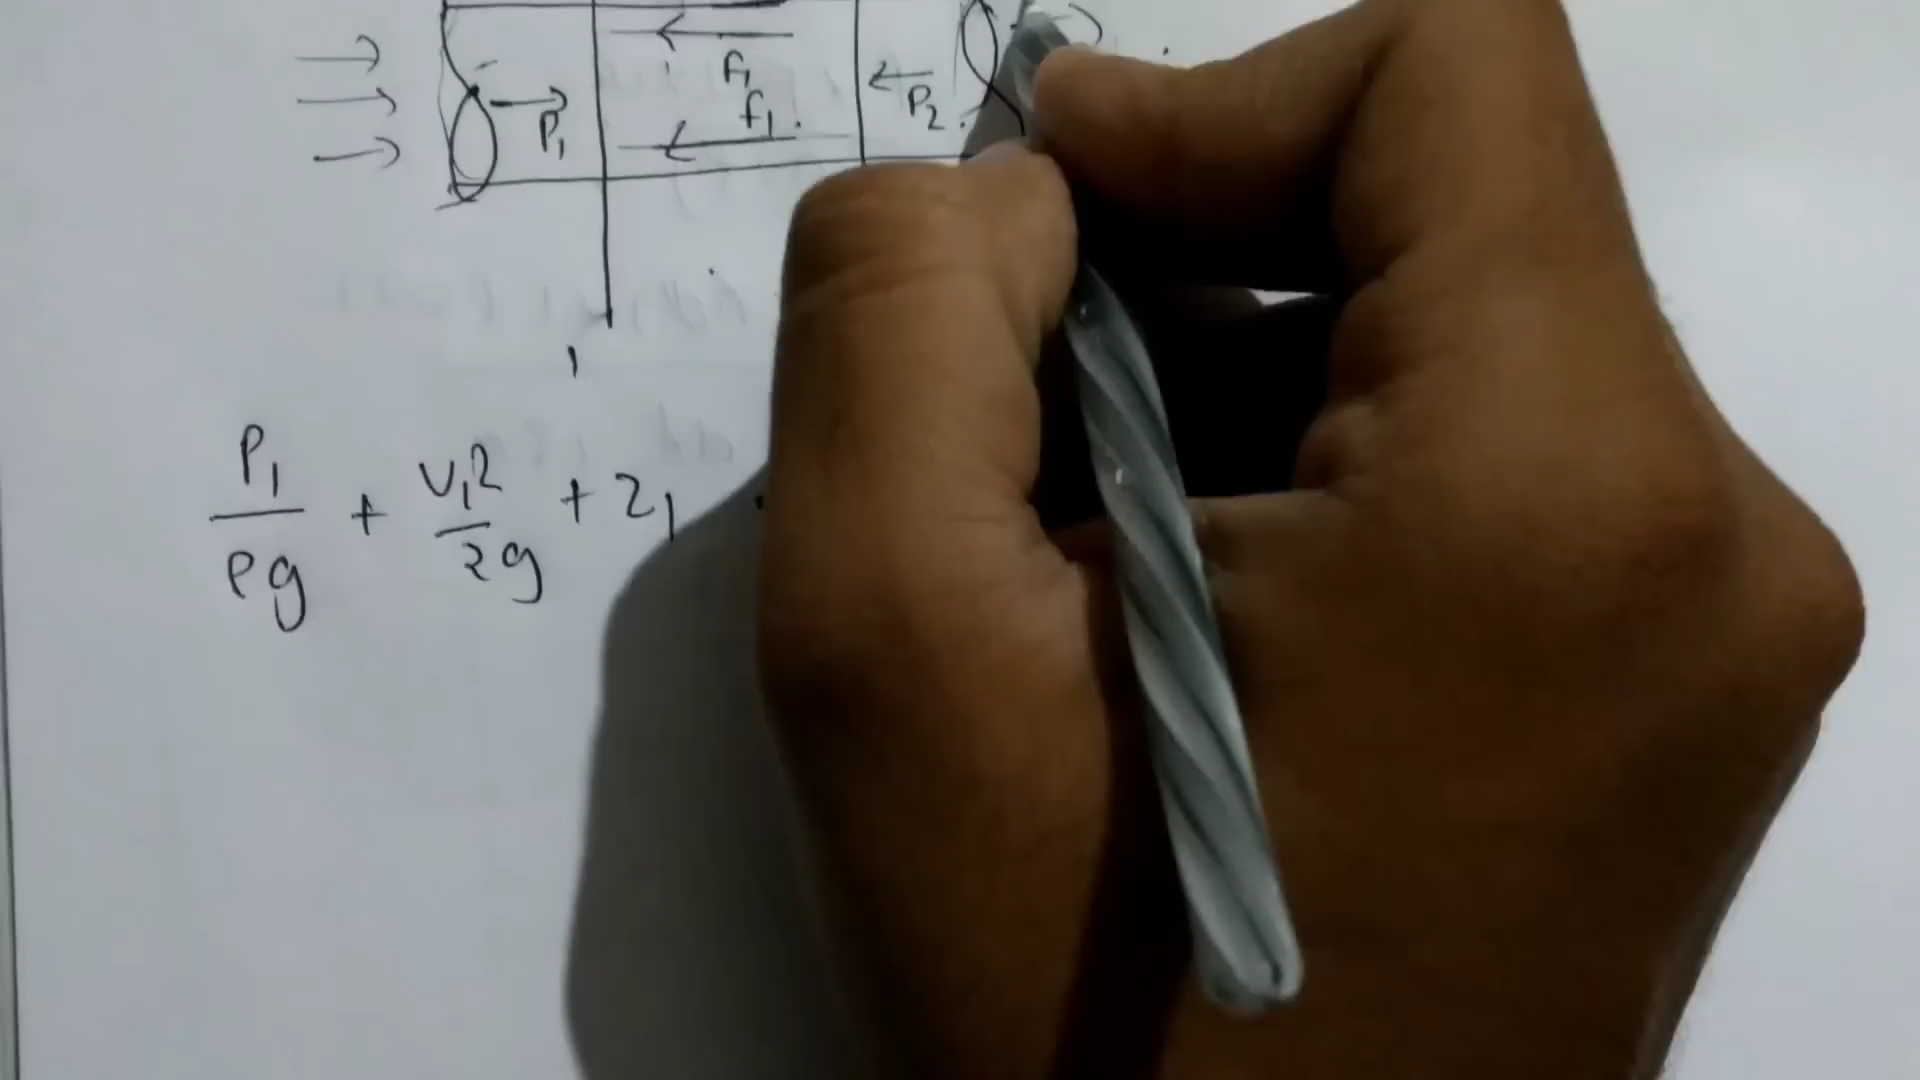 F₁
P₁ f₁. P₂.
1
P₁/ρg + V₁²/2g + Z₁